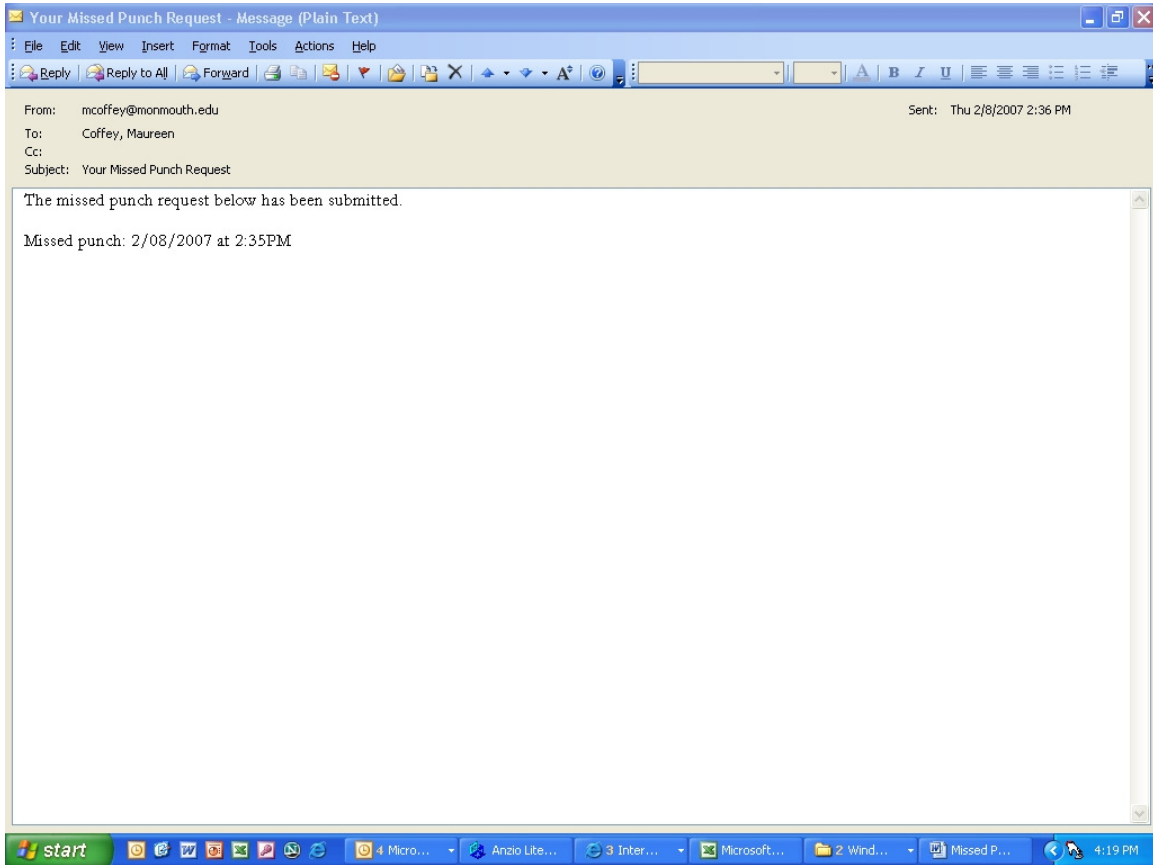 Your Missed Punch Request - Message (Plain Text)
File Edit View Insert Format Tools Actions Help
Reply Reply to All Forward A A B I U
From: mcoffey@monmouth.edu Sent: Thu 2/8/2007 2:36 PM
To: Coffey, Maureen
Cc:
Subject: Your Missed Punch Request
The missed punch request below has been submitted.
Missed punch: 2/08/2007 at 2:35PM
start 4 Micro... Anzio Lite... 3 Inter... Microsoft... 2 Wind... Missed P... 4:19 PM